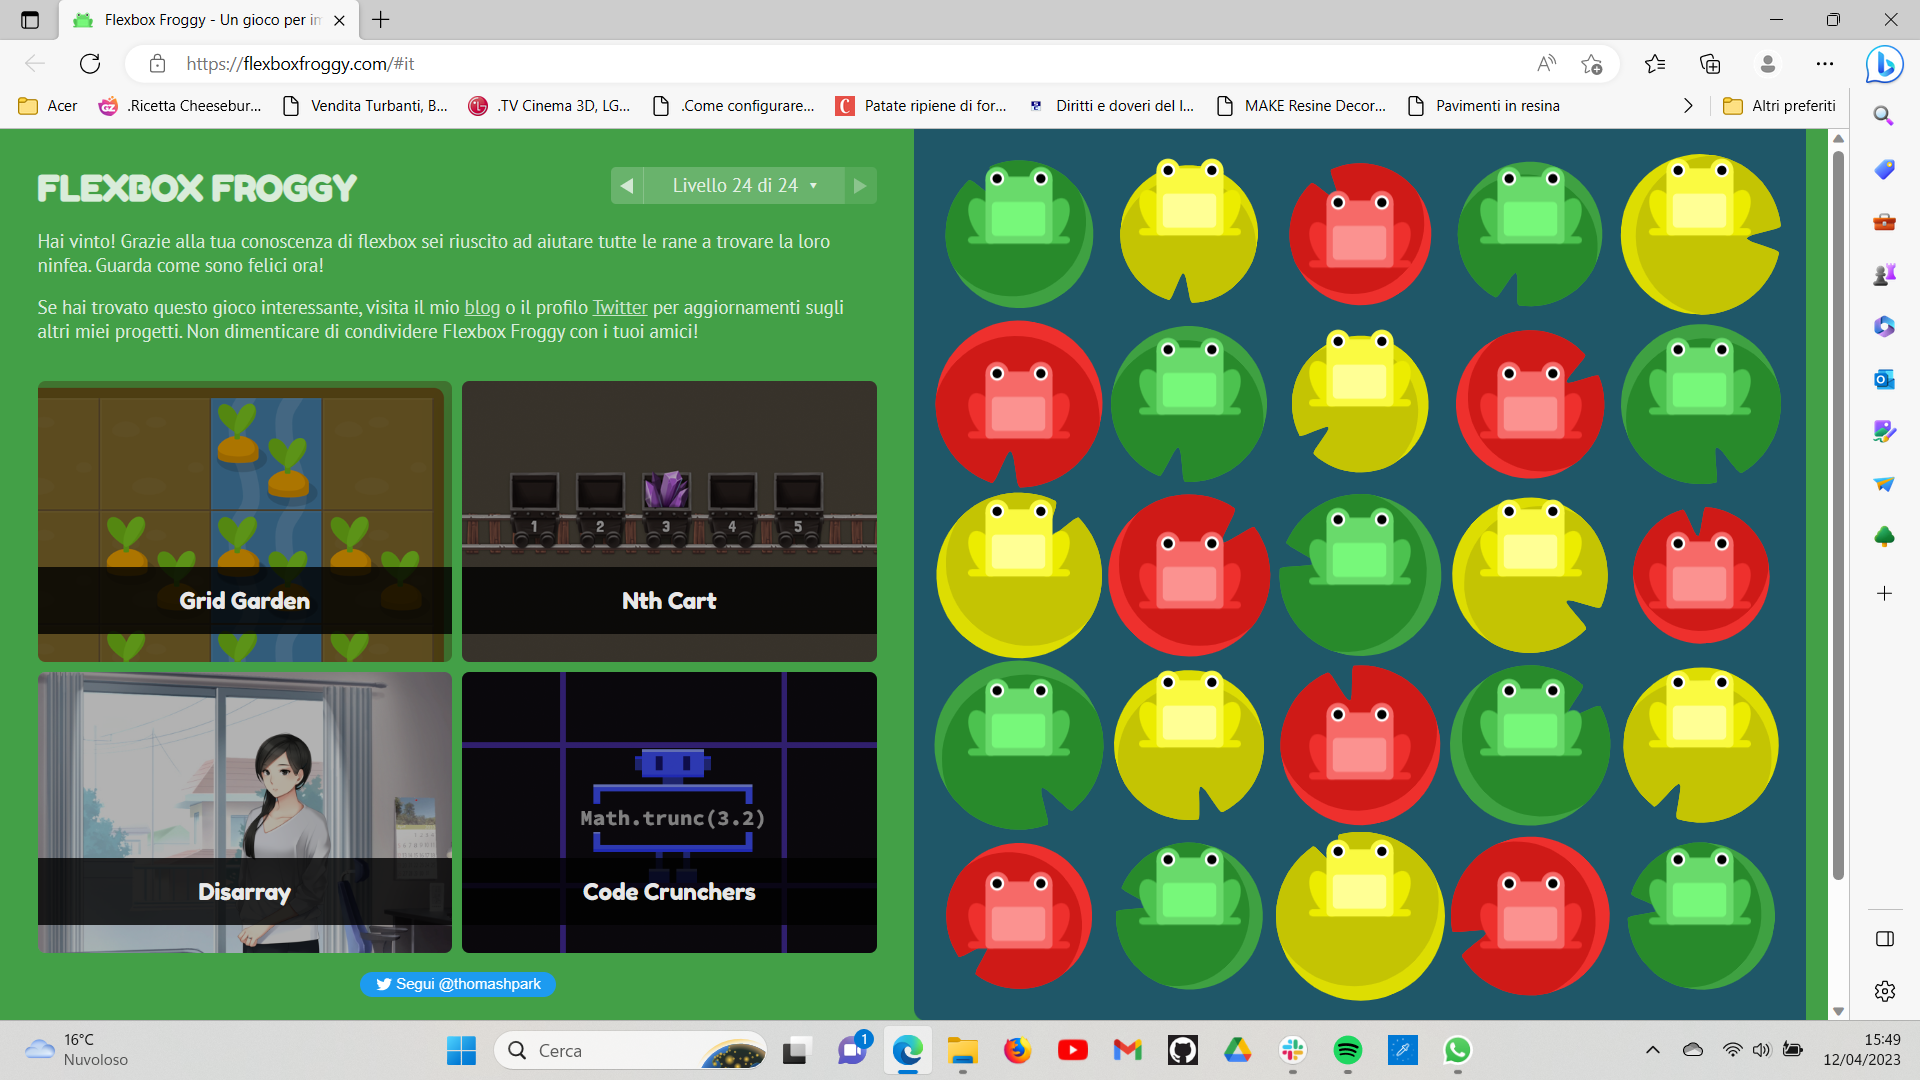 Flexbox Froggy - Un gioco per im
https://flexboxfroggy.com/#it
Acer
.Ricetta Cheesebur...
Vendita Turbanti, B...
.TV Cinema 3D, LG...
.Come configurare...
Patate ripiene di for...
Diritti e doveri del l...
MAKE Resine Decor...
Pavimenti in resina
Altri preferiti
FLEXBOX FROGGY
Livello 24 di 24
Hai vinto! Grazie alla tua conoscenza di flexbox sei riuscito ad aiutare tutte le rane a trovare la loro
ninfea. Guarda come sono felici ora!
Se hai trovato questo gioco interessante, visita il mio blog o il profilo Twitter per aggiornamenti sugli
altri miei progetti. Non dimenticare di condividere Flexbox Froggy con i tuoi amici!
1 2 3 4 5
Grid Garden
Nth Cart
Math.trunc(3.2)
Disarray
Code Crunchers
Segui @thomashpark
16°C
Nuvoloso
Cerca
1
15:49
12/04/2023